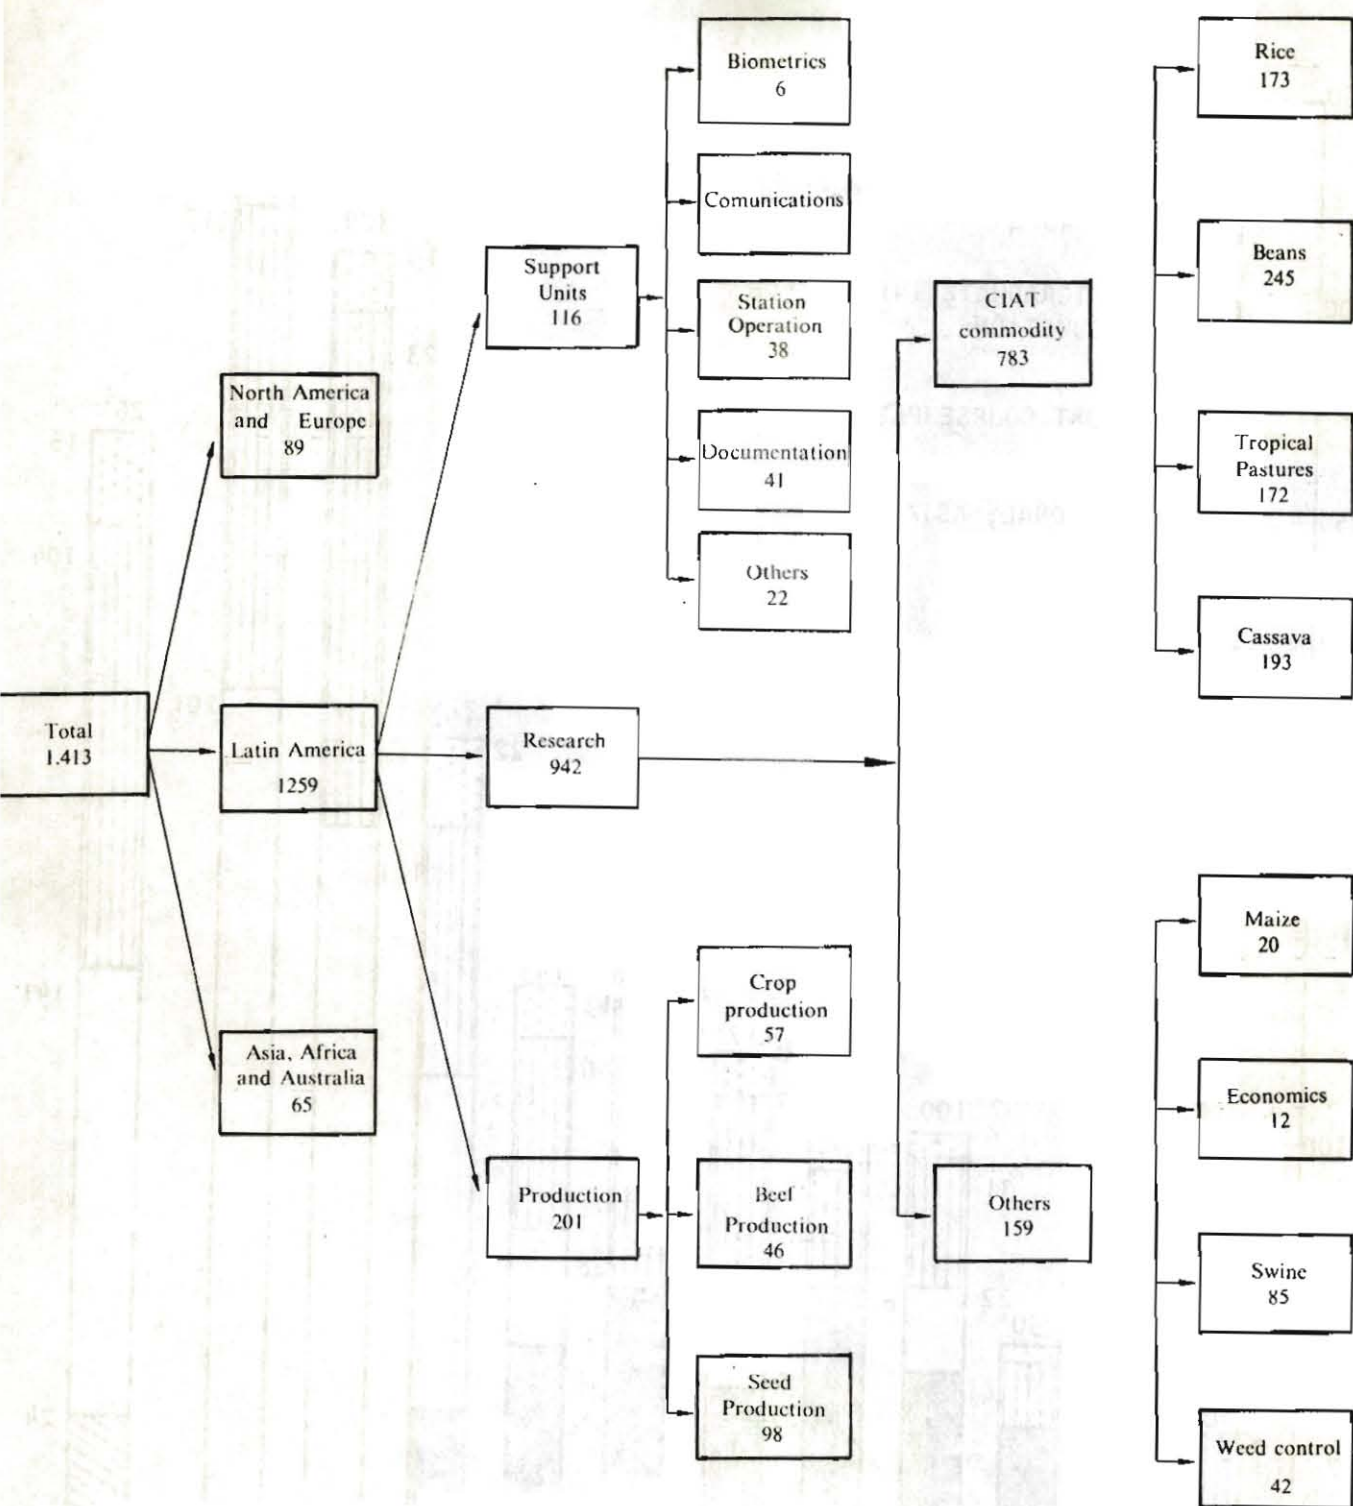 Total
1.413
North America
and Europe
89
Latin America
1259
Asia, Africa
and Australia
65
Support
Units
116
Research
942
Production
201
Biometrics
6
Comunications
Station
Operation
38
Documentation
41
Others
22
Crop
production
57
Beef
Production
46
Seed
Production
98
CIAT
commodity
783
Others
159
Rice
173
Beans
245
Tropical
Pastures
172
Cassava
193
Maize
20
Economics
12
Swine
85
Weed control
42